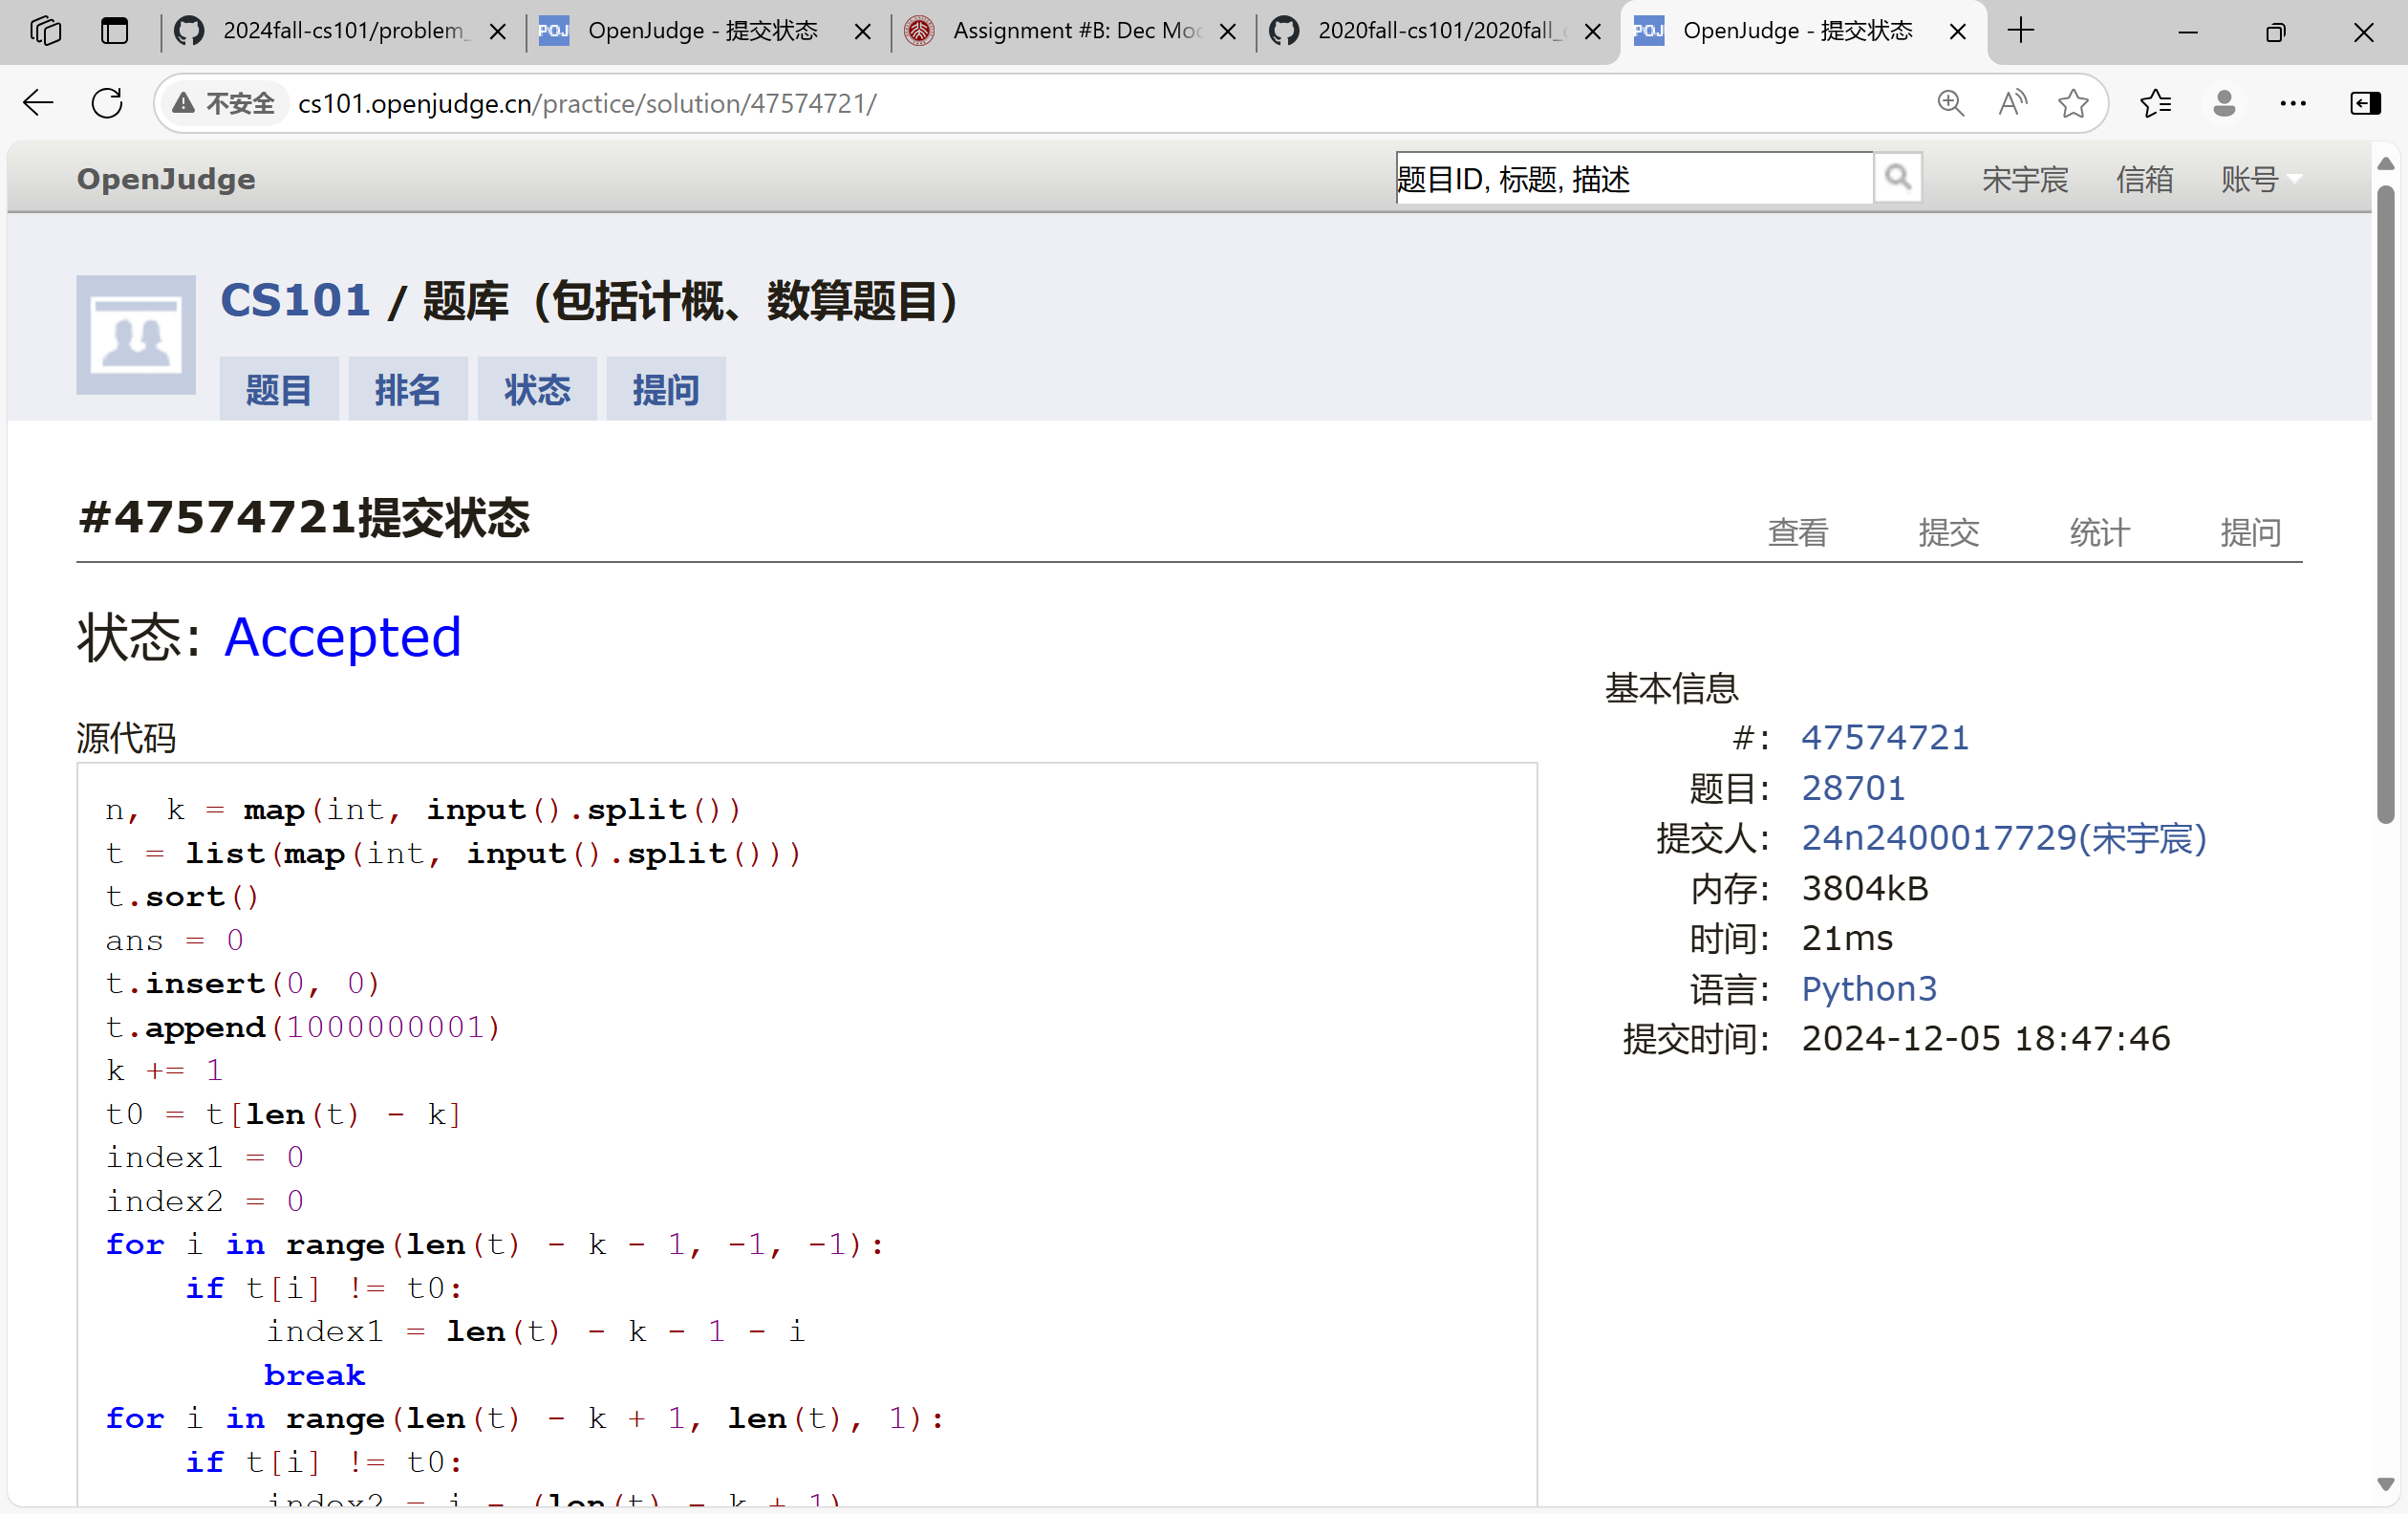 2024fall-cs101/problem_
OpenJudge - 提交状态
Assignment #B: Dec Moc
2020fall-cs101/2020fall_c
OpenJudge - 提交状态
不安全 cs101.openjudge.cn/practice/solution/47574721/
OpenJudge
题目ID, 标题, 描述
宋宇宸 信箱 账号
CS101 / 题库（包括计概、数算题目）
题目 排名 状态 提问
#47574721提交状态
查看 提交 统计 提问
状态: Accepted
源代码
n, k = map(int, input().split())
t = list(map(int, input().split()))
t.sort()
ans = 0
t.insert(0, 0)
t.append(1000000001)
k += 1
t0 = t[len(t) - k]
index1 = 0
index2 = 0
for i in range(len(t) - k - 1, -1, -1):
    if t[i] != t0:
        index1 = len(t) - k - 1 - i
        break
for i in range(len(t) - k + 1, len(t), 1):
    if t[i] != t0:
        index2 = i - (len(t) - k + 1)
基本信息
#: 47574721
题目: 28701
提交人: 24n2400017729(宋宇宸)
内存: 3804kB
时间: 21ms
语言: Python3
提交时间: 2024-12-05 18:47:46